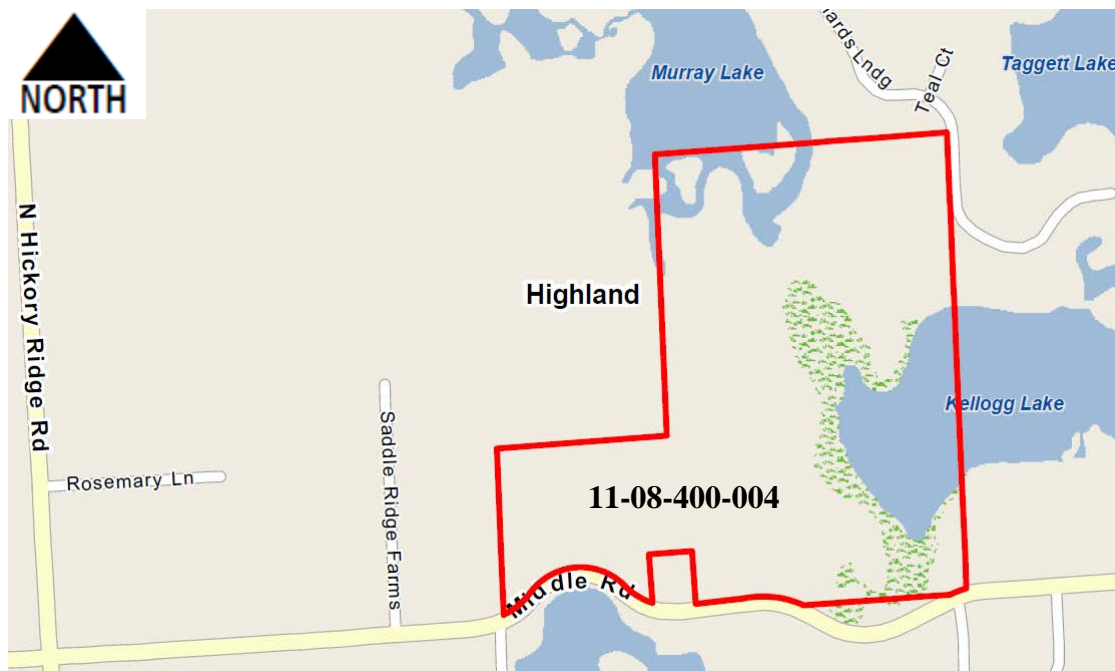 NORTH
Murray Lake
Teal Ct
Taggett Lake
N Hickory Ridge Rd
Highland
Saddle Ridge Farms
Kellogg Lake
Rosemary Ln
11-08-400-004
Middle Rd
Lndg